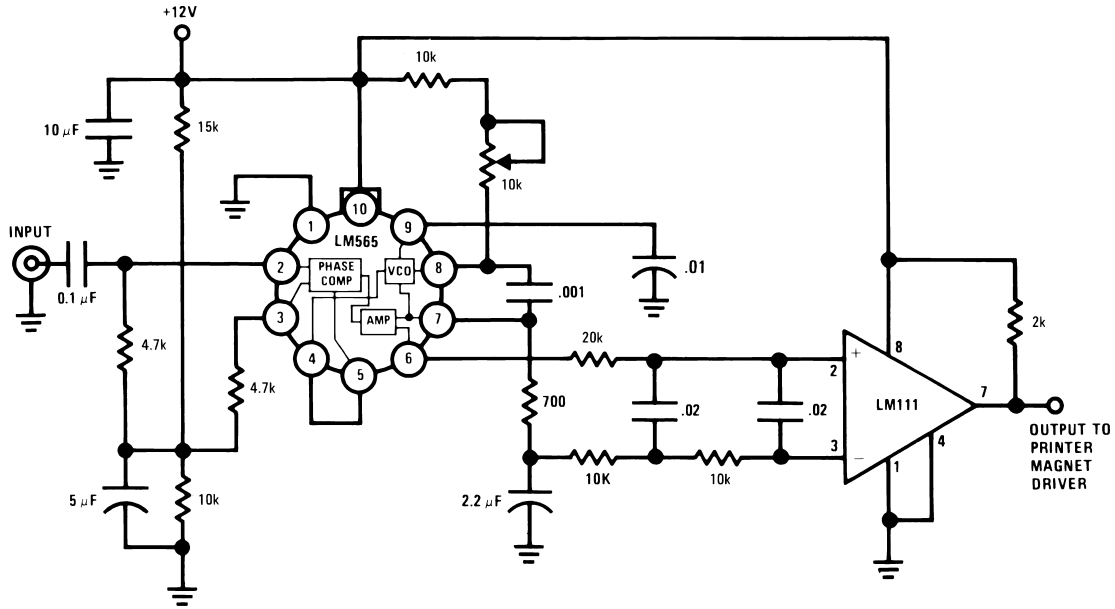 +12V
10k
10 µF
15k
10k
10
1
9
LM565
INPUT
2
PHASE
COMP
VCO
8
.01
0.1 µF
.001
3
AMP
7
2k
4.7k
4
5
6
20k
+
8
2
4.7k
700
.02
.02
LM111
7
3
−
4
OUTPUT TO
PRINTER
MAGNET
DRIVER
1
5 µF
10k
10K
10k
2.2 µF